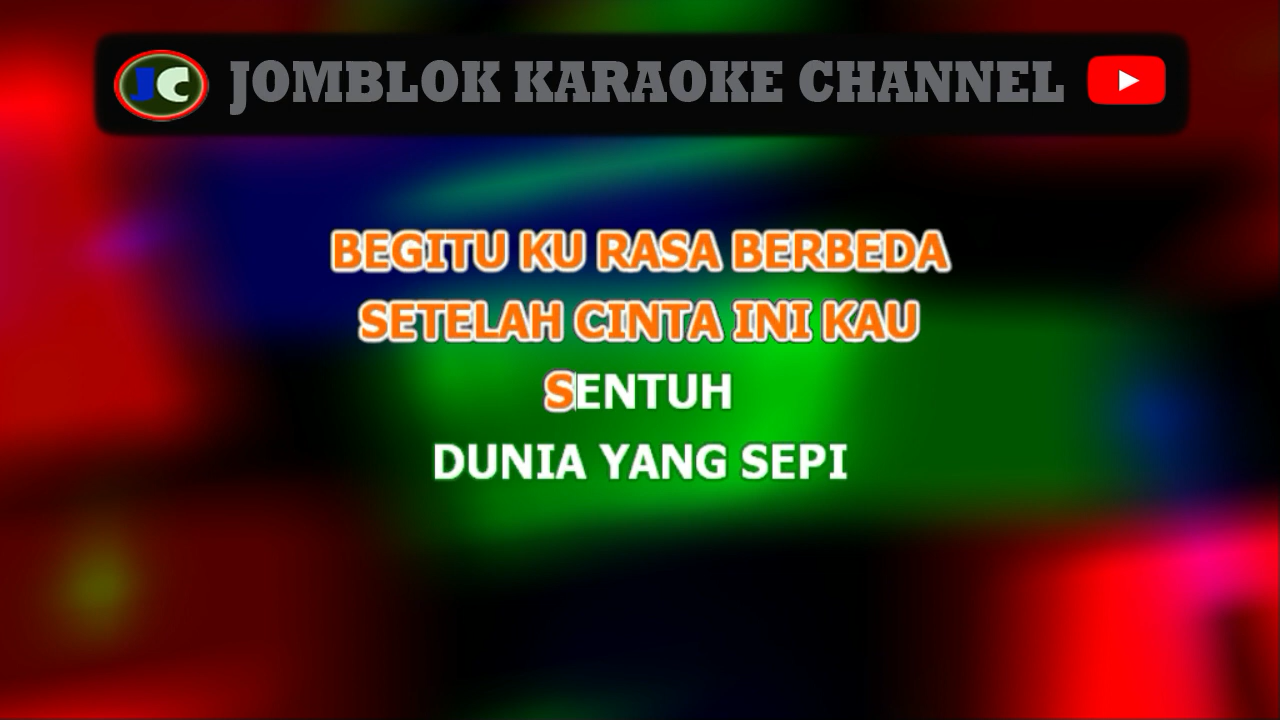 JC JOMBLOK KARAOKE CHANNEL
BEGITU KU RASA BERBEDA
SETELAH CINTA INI KAU
SENTUH
DUNIA YANG SEPI